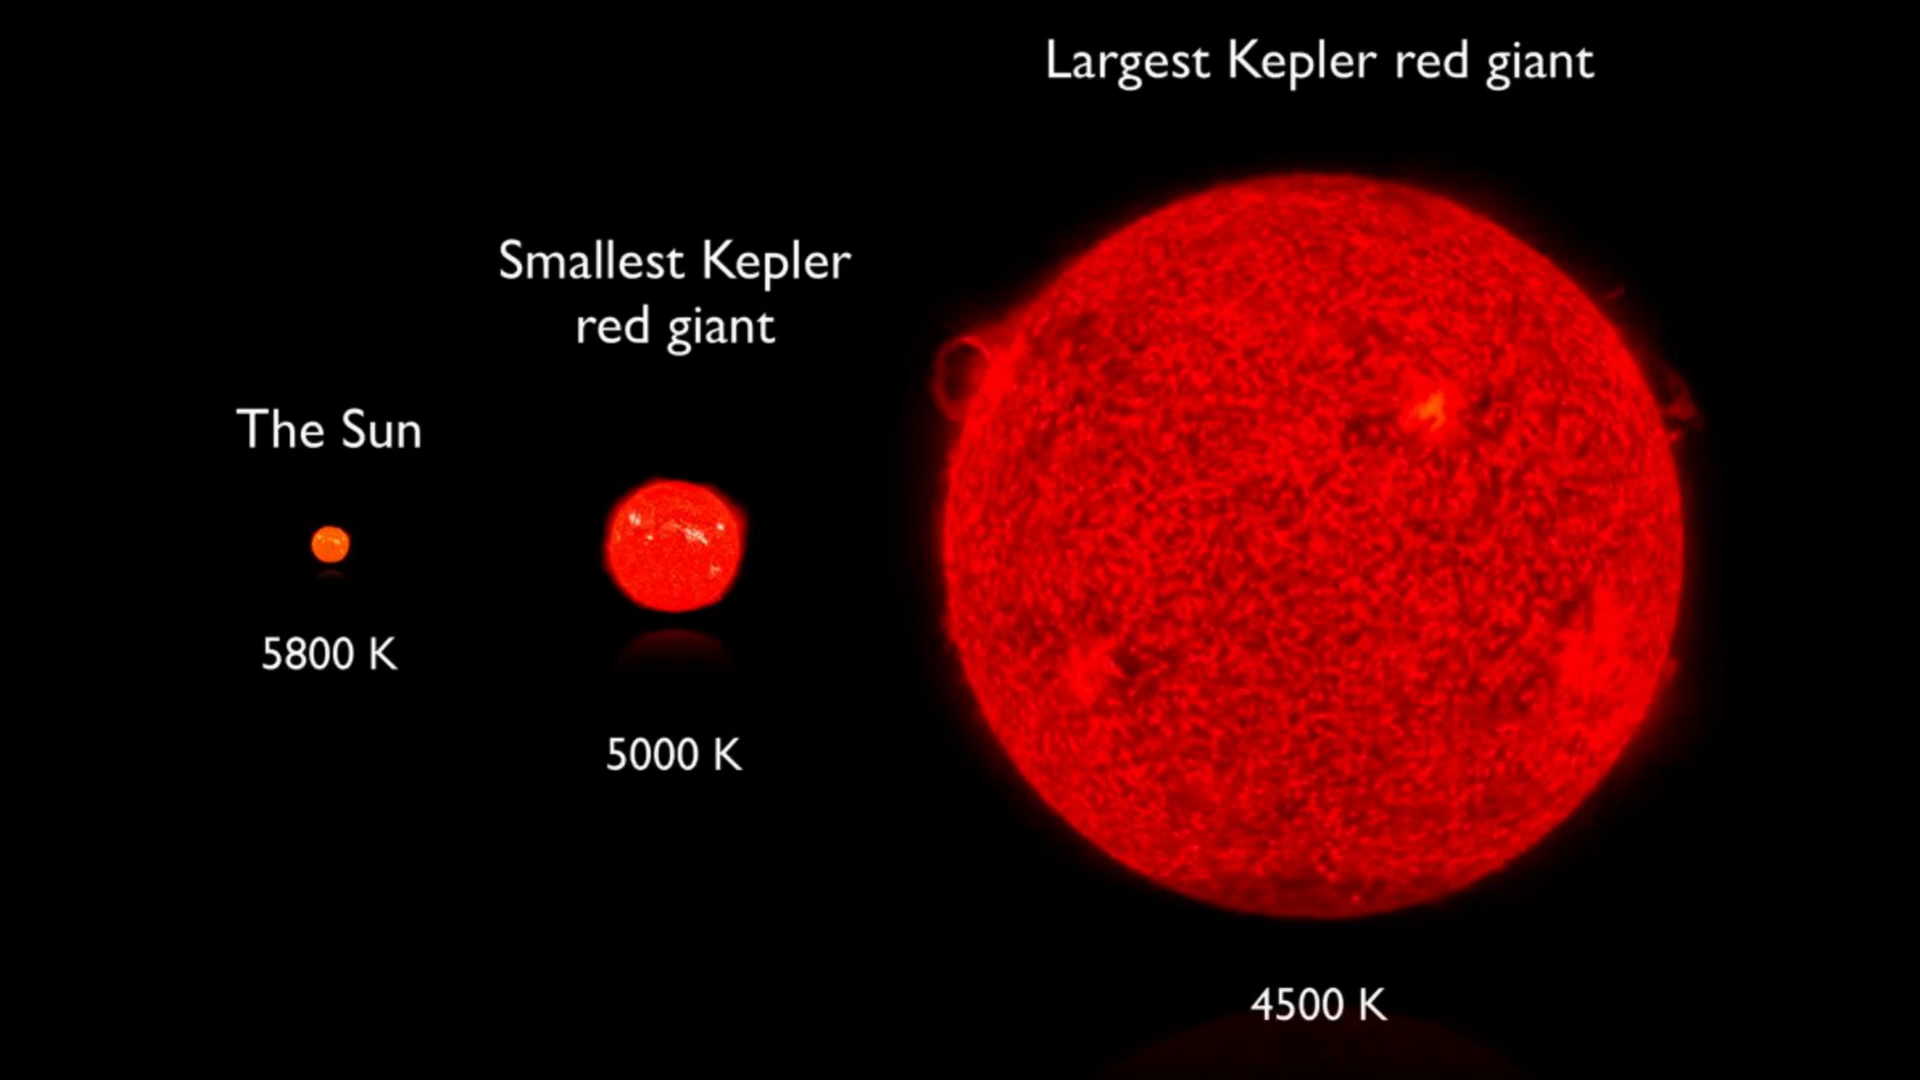 Largest Kepler red giant
Smallest Kepler
red giant
The Sun
5800 K
5000 K
4500 K